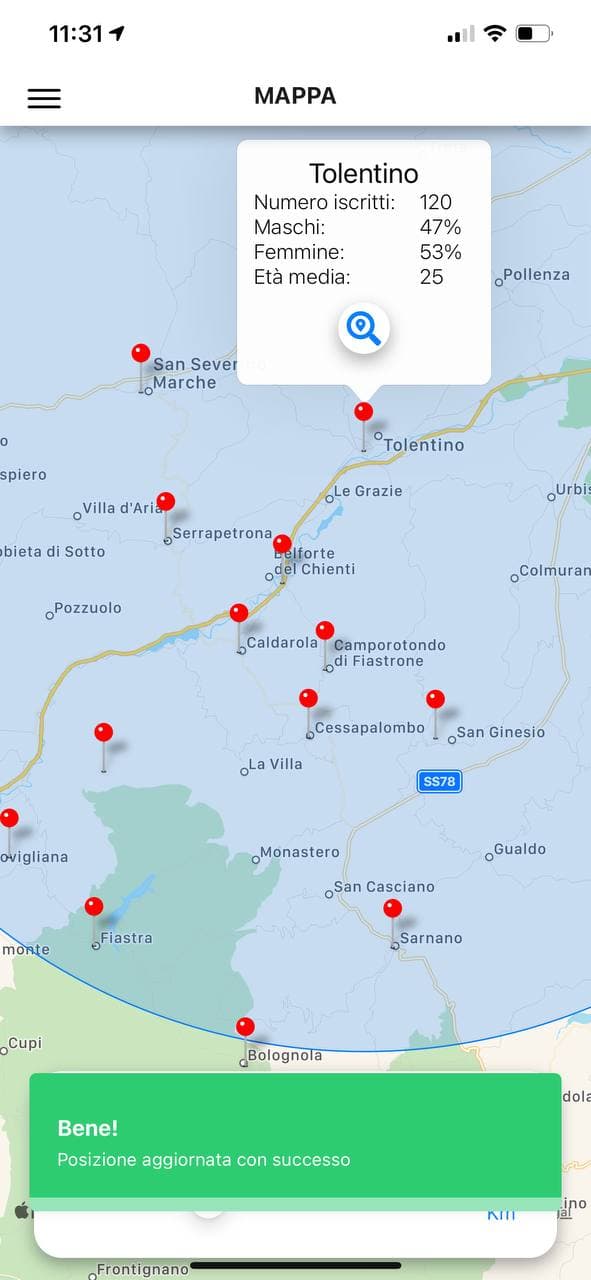 11:31
MAPPA
Tolentino
Numero iscritti: 120
Maschi: 47%
Femmine: 53%
Età media: 25
Pollenza
San Sever
Marche
Tolentino
o
spiero
Le Grazie
Urbis
Villa d'Aria
Serrapetrona
Belforte
del Chienti
bieta di Sotto
Colmuran
Pozzuolo
Caldarola
Camporotondo
di Fiastrone
Cessapalombo
San Ginesio
La Villa
SS78
Monastero
Gualdo
ovigliana
San Casciano
Fiastra
Sarnano
monte
Cupi
Bolognola
Bene!
dola
Posizione aggiornata con successo
ino
Km
Frontignano